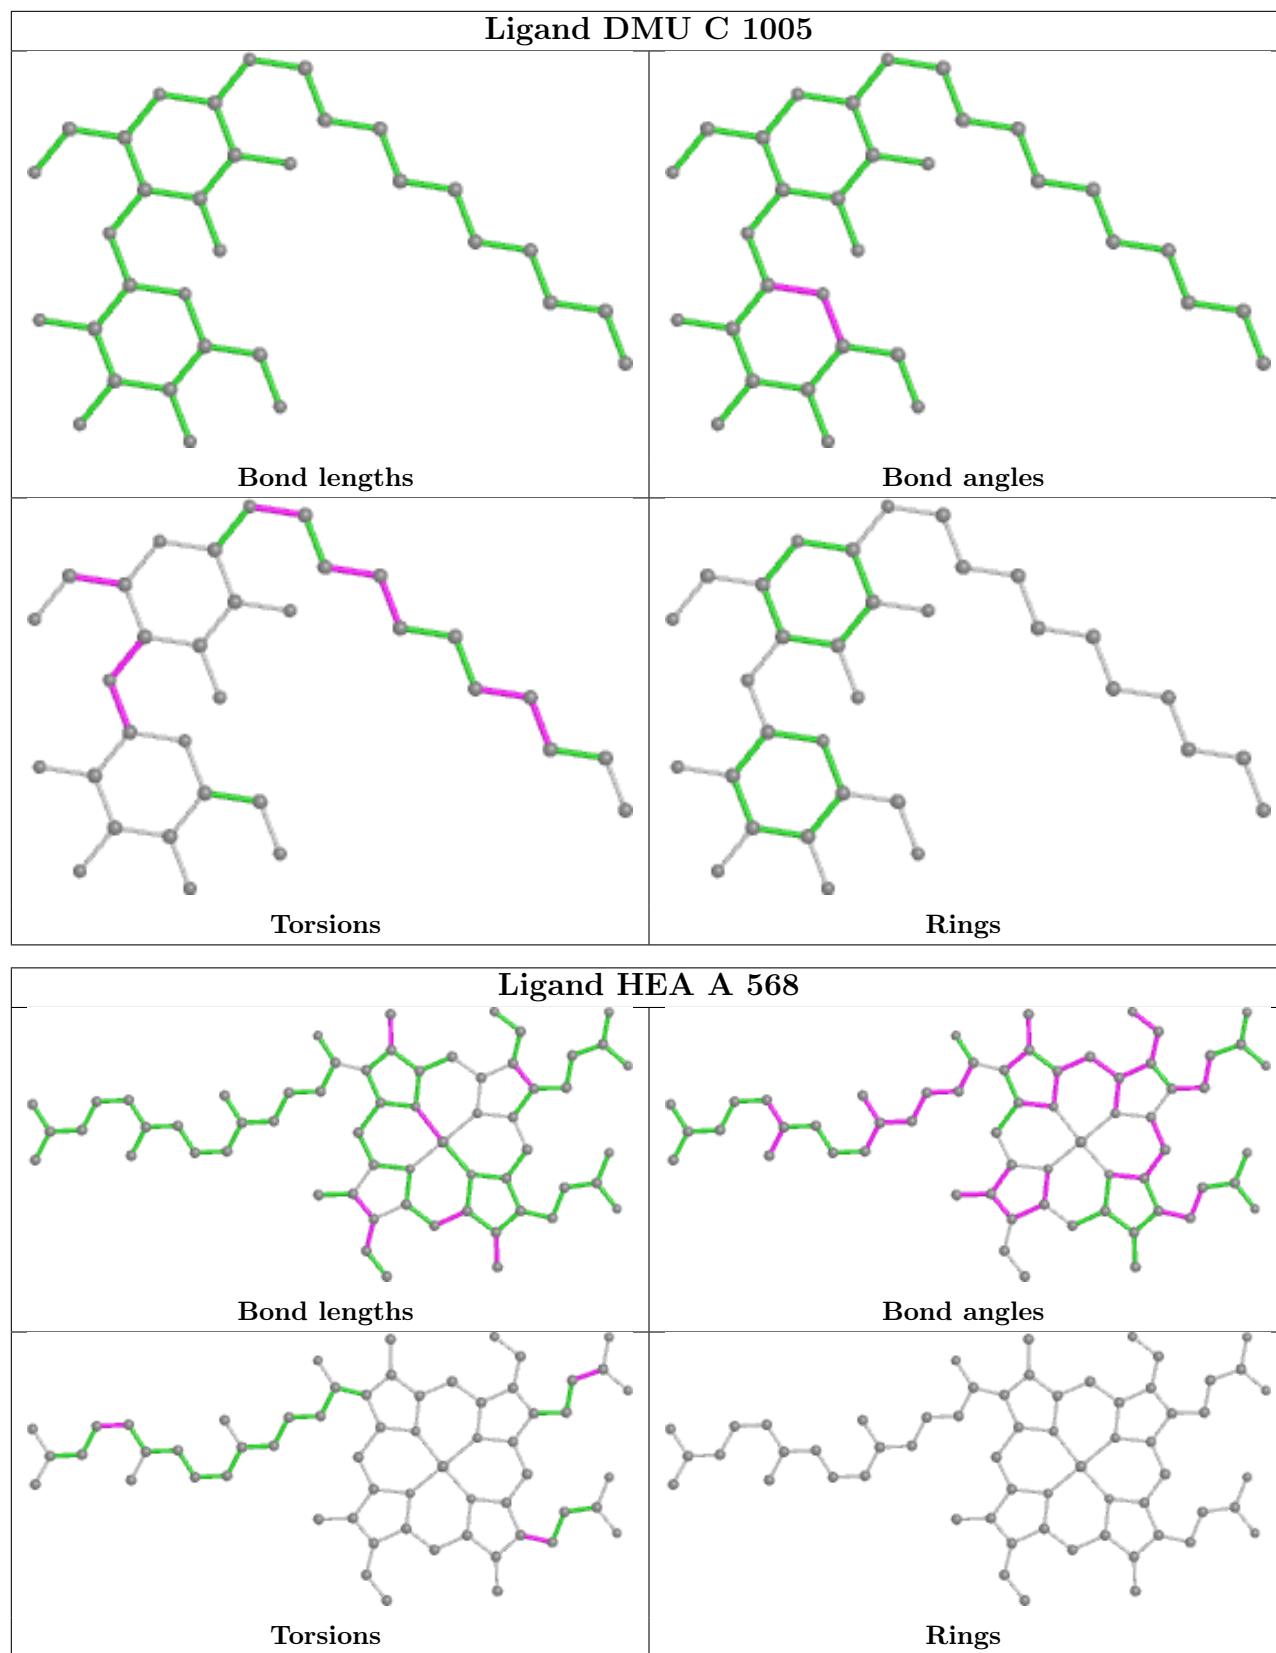 Ligand DMU C 1005
Bond lengths
Bond angles
Torsions
Rings
Ligand HEA A 568
Bond lengths
Bond angles
Torsions
Rings